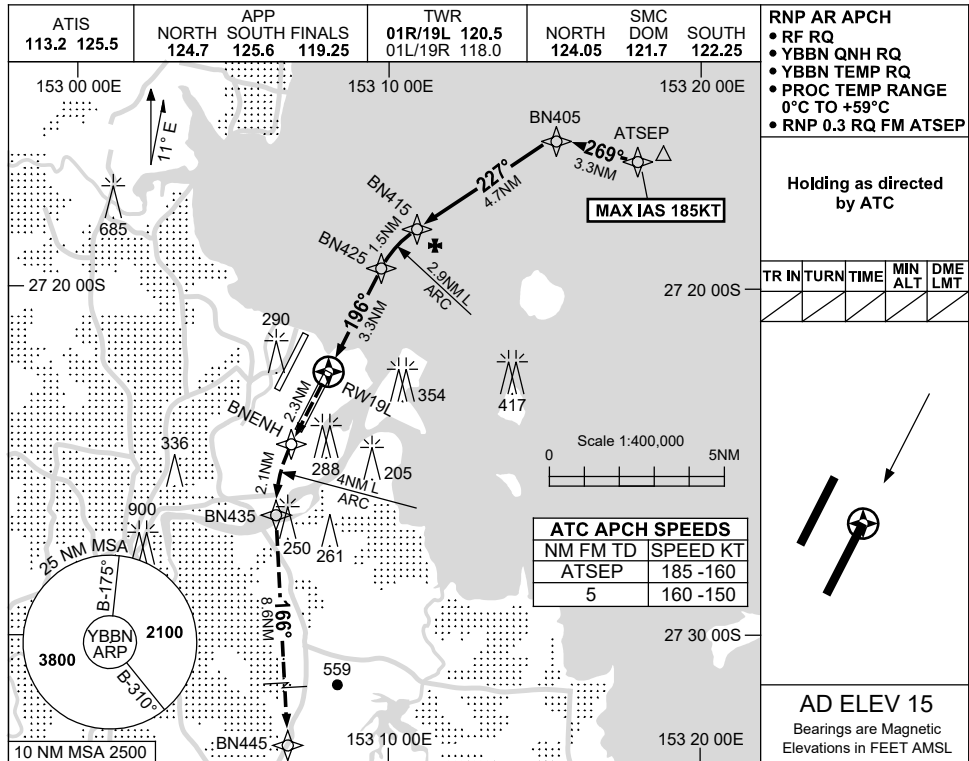 ATIS
113.2 125.5
APP
NORTH SOUTH FINALS
124.7 125.6 119.25
TWR
01R/19L 120.5
01L/19R 118.0
SMC
NORTH DOM SOUTH
124.05 121.7 122.25
RNP AR APCH
• RF RQ
• YBBN QNH RQ
• YBBN TEMP RQ
• PROC TEMP RANGE
0°C TO +59°C
• RNP 0.3 RQ FM ATSEP
Holding as directed
by ATC
TR IN TURN TIME MIN ALT DME LMT
153 00 00E
153 10 00E
153 20 00E
11° E
BN405
ATSEP
269°
3.3NM
MAX IAS 185KT
227°
4.7NM
BN415
1.5NM
BN425
2.9NM L
ARC
685
27 20 00S
27 20 00S
196°
3.3NM
290
RW19L
354
417
2.3NM
BNENH
288
205
336
2.1NM
4NM L
ARC
Scale 1:400,000
0 5NM
BN435
250
261
900
ATC APCH SPEEDS
NM FM TD SPEED KT
ATSEP 185 -160
5 160 -150
25 NM MSA
B-175°
YBBN
ARP
2100
3800
B-310°
166°
8.6NM
27 30 00S
559
BN445
10 NM MSA 2500
153 10 00E
153 20 00E
AD ELEV 15
Bearings are Magnetic
Elevations in FEET AMSL